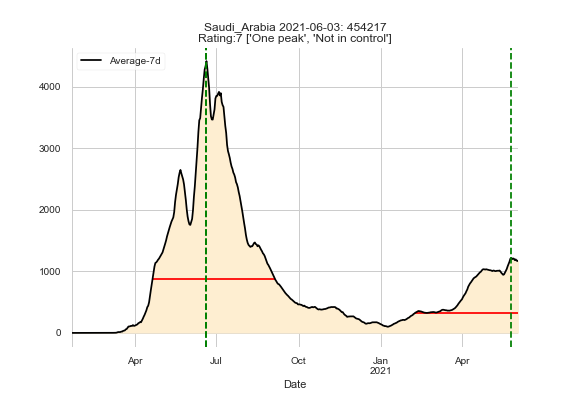 Saudi_Arabia 2021-06-03: 454217
Rating:7 ['One peak', 'Not in control']
Average-7d
4000
3000
2000
1000
0
Apr
Jul
Oct
Jan
2021
Apr
Date